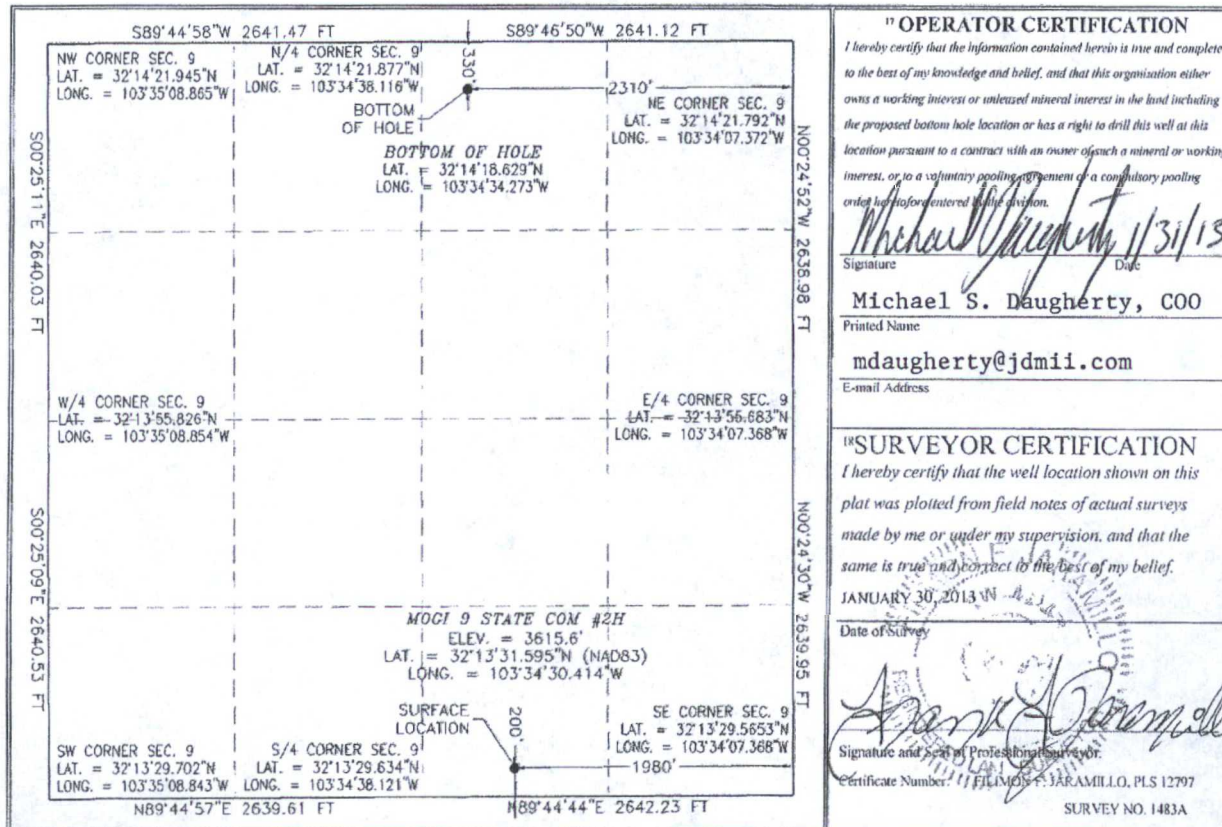 S89°44'58"W 2641.47 FT
S89°46'50"W 2641.12 FT
NW CORNER SEC. 9
LAT. = 32°14'21.945"N
LONG. = 103°35'08.865"W
N/4 CORNER SEC. 9
LAT. = 32°14'21.877"N
LONG. = 103°34'38.116"W
BOTTOM
OF HOLE
330'
2310'
NE CORNER SEC. 9
LAT. = 32°14'21.792"N
LONG. = 103°34'07.372"W
BOTTOM OF HOLE
LAT. = 32°14'18.629"N
LONG. = 103°34'34.273"W
S00°25'11"E 2640.03 FT
N00°24'52"W 2638.98 FT
W/4 CORNER SEC. 9
LAT. = 32°13'55.826"N
LONG. = 103°35'08.854"W
E/4 CORNER SEC. 9
LAT. = 32°13'55.683"N
LONG. = 103°34'07.368"W
S00°25'09"E 2640.53 FT
N00°24'30"W 2639.95 FT
MOGI 9 STATE COM #2H
ELEV. = 3615.6'
LAT. = 32°13'31.595"N (NAD83)
LONG. = 103°34'30.414"W
SURFACE
LOCATION
200'
1980'
SW CORNER SEC. 9
LAT. = 32°13'29.702"N
LONG. = 103°35'08.843"W
S/4 CORNER SEC. 9
LAT. = 32°13'29.634"N
LONG. = 103°34'38.121"W
SE CORNER SEC. 9
LAT. = 32°13'29.5653"N
LONG. = 103°34'07.368"W
N89°44'57"E 2639.61 FT
N89°44'44"E 2642.23 FT
17 OPERATOR CERTIFICATION
I hereby certify that the information contained herein is true and complete
to the best of my knowledge and belief, and that this organization either
owns a working interest or unleased mineral interest in the land including
the proposed bottom hole location or has a right to drill this well at this
location pursuant to a contract with an owner of such a mineral or working
interest, or to a voluntary pooling agreement or a compulsory pooling
order heretofore entered by the division.
Michael S Daugherty 1/31/13
Signature Date
Michael S. Daugherty, COO
Printed Name
mdaugherty@jdmii.com
E-mail Address
18 SURVEYOR CERTIFICATION
I hereby certify that the well location shown on this
plat was plotted from field notes of actual surveys
made by me or under my supervision, and that the
same is true and correct to the best of my belief.
JANUARY 30, 2013
Date of Survey
Signature and Seal of Professional Surveyor:
Certificate Number: FILIMON F. JARAMILLO, PLS 12797
SURVEY NO. 1483A